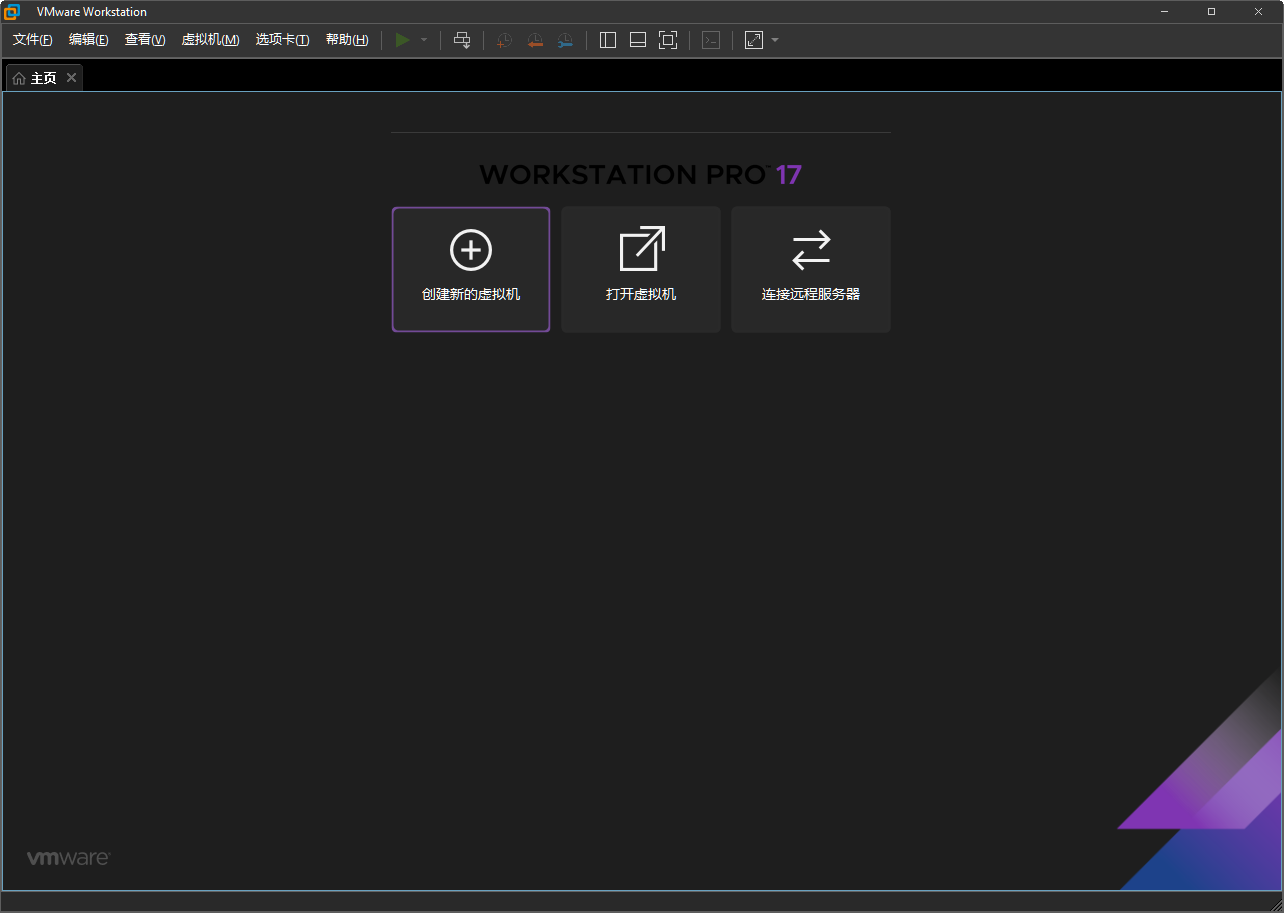 VMware Workstation
文件(F) 编辑(E) 查看(V) 虚拟机(M) 选项卡(T) 帮助(H)
主页
WORKSTATION PRO™ 17
创建新的虚拟机 打开虚拟机 连接远程服务器
vmware®